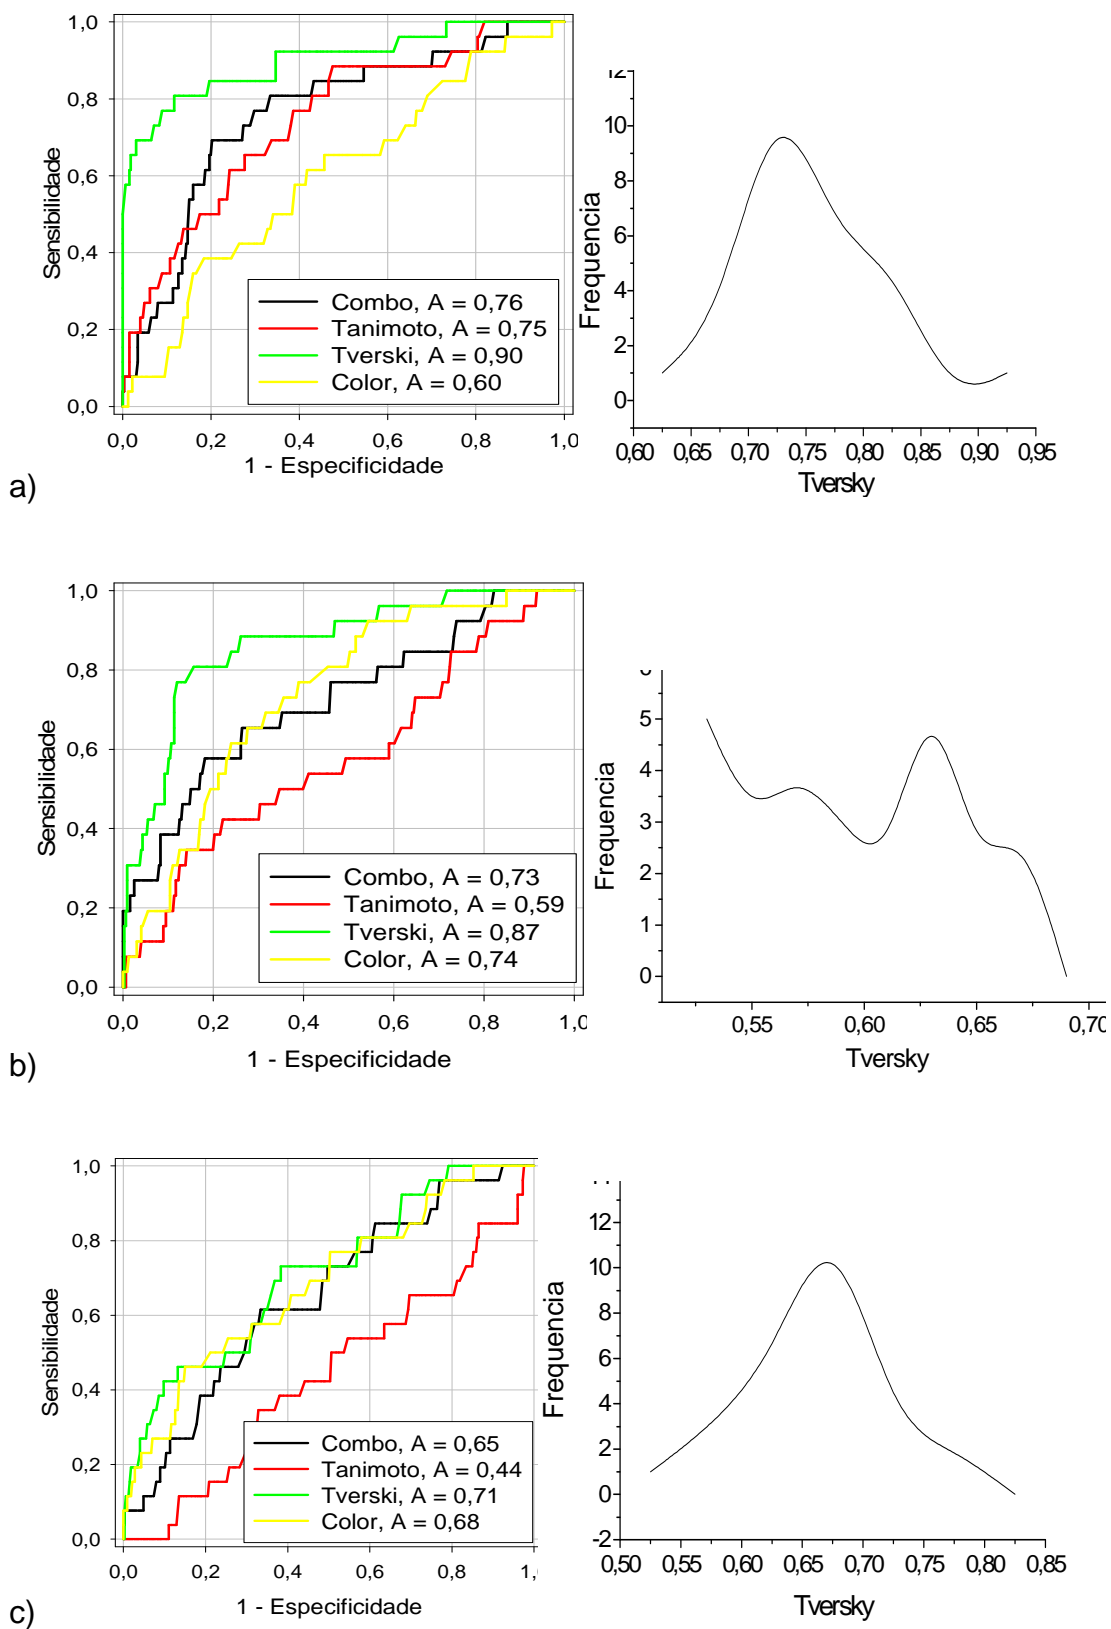 1,0
0,8
0,6
0,4
0,2
0,0
Sensibilidade
Combo, A = 0,76
Tanimoto, A = 0,75
Tverski, A = 0,90
Color, A = 0,60
0,0 0,2 0,4 0,6 0,8 1,0
1 - Especificidade
12
10
8
6
4
2
0
Frequencia
0,60 0,65 0,70 0,75 0,80 0,85 0,90 0,95
Tversky
a)
1,0
0,8
0,6
0,4
0,2
0,0
Sensibilidade
Combo, A = 0,73
Tanimoto, A = 0,59
Tverski, A = 0,87
Color, A = 0,74
0,0 0,2 0,4 0,6 0,8 1,0
1 - Especificidade
5
4
3
2
1
0
Frequencia
0,55 0,60 0,65 0,70
Tversky
b)
1,0
0,8
0,6
0,4
0,2
0,0
Sensibilidade
Combo, A = 0,65
Tanimoto, A = 0,44
Tverski, A = 0,71
Color, A = 0,68
0,0 0,2 0,4 0,6 0,8 1,
1 - Especificidade
12
10
8
6
4
2
0
-2
Frequencia
0,50 0,55 0,60 0,65 0,70 0,75 0,80 0,85
Tversky
c)